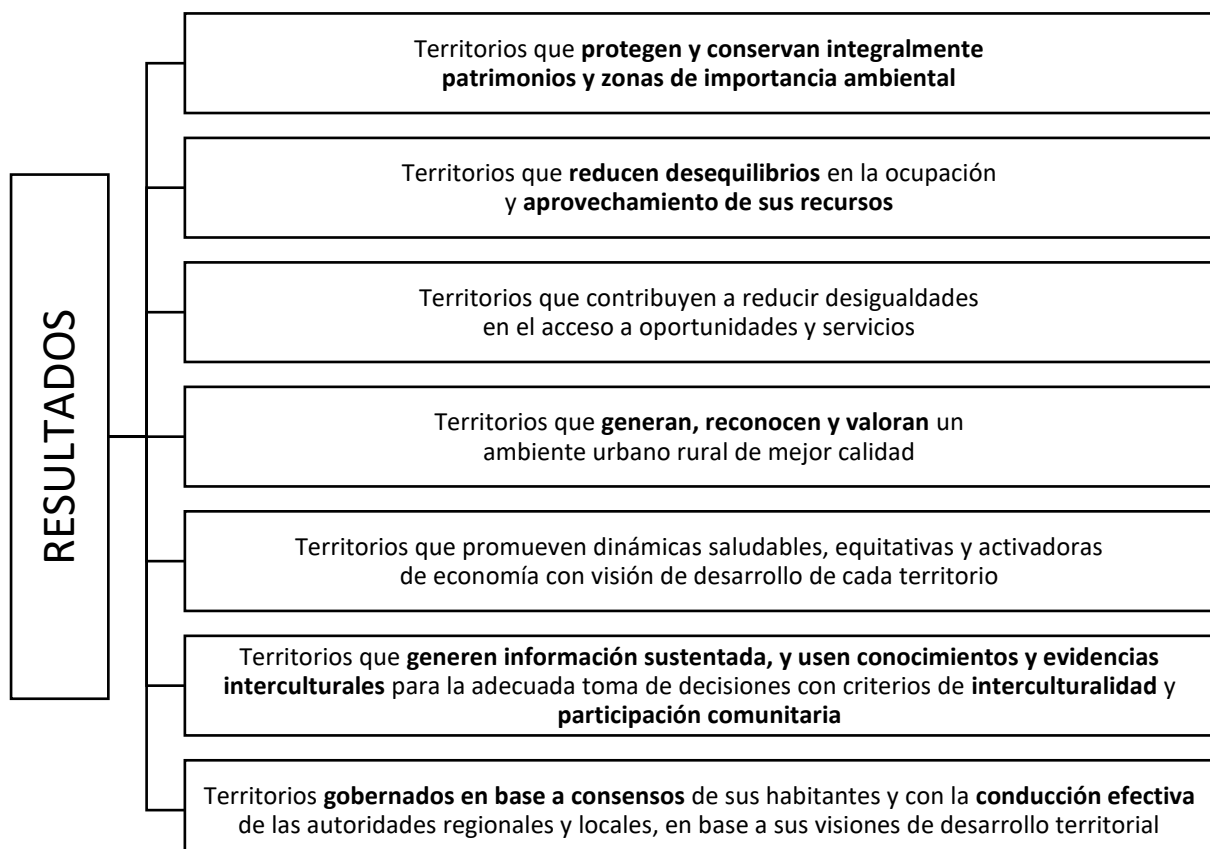 RESULTADOS
Territorios que protegen y conservan integralmente
patrimonios y zonas de importancia ambiental
Territorios que reducen desequilibrios en la ocupación
y aprovechamiento de sus recursos
Territorios que contribuyen a reducir desigualdades
en el acceso a oportunidades y servicios
Territorios que generan, reconocen y valoran un
ambiente urbano rural de mejor calidad
Territorios que promueven dinámicas saludables, equitativas y activadoras
de economía con visión de desarrollo de cada territorio
Territorios que generen información sustentada, y usen conocimientos y evidencias
interculturales para la adecuada toma de decisiones con criterios de interculturalidad y
participación comunitaria
Territorios gobernados en base a consensos de sus habitantes y con la conducción efectiva
de las autoridades regionales y locales, en base a sus visiones de desarrollo territorial